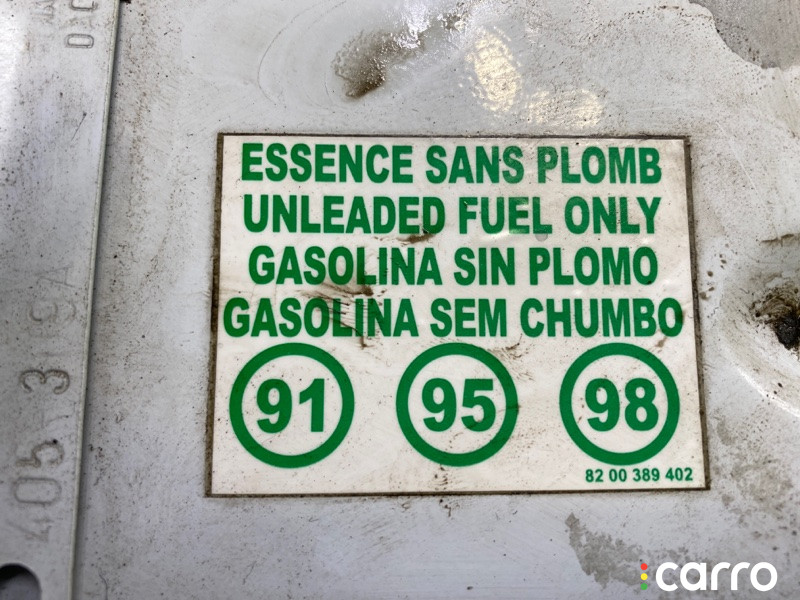 ESSENCE SANS PLOMB
UNLEADED FUEL ONLY
GASOLINA SIN PLOMO
GASOLINA SEM CHUMBO
91 95 98
82 00 389 402
carro